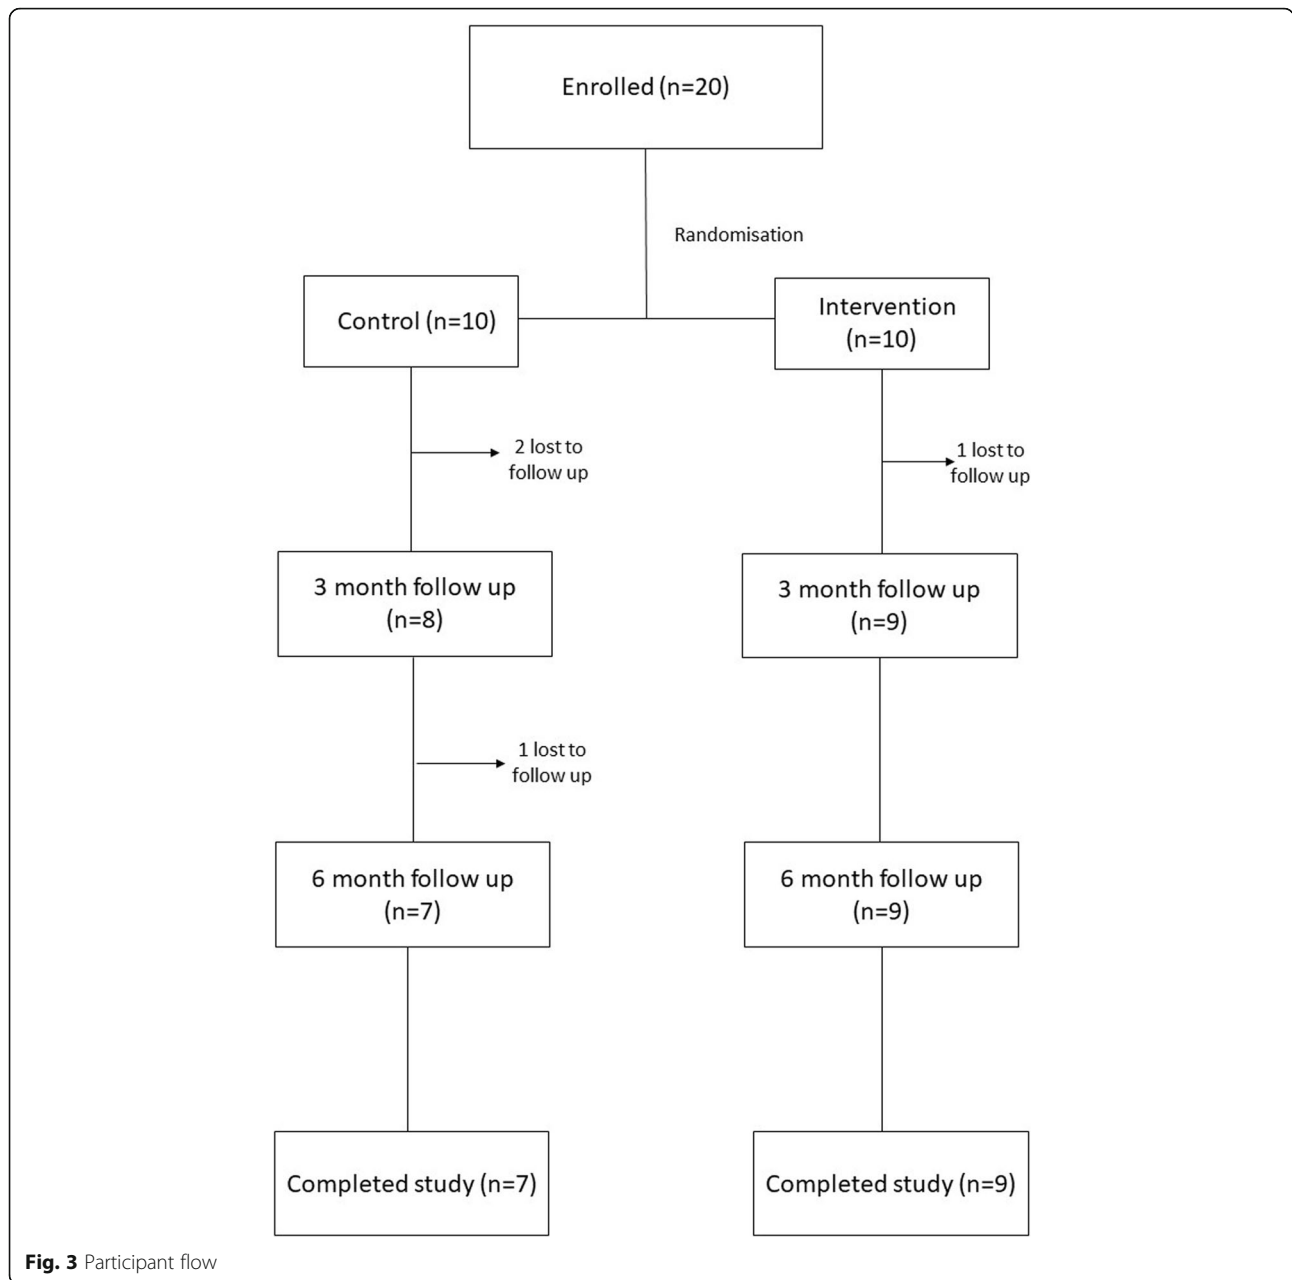 Enrolled (n=20)
Randomisation
Control (n=10)
Intervention
(n=10)
2 lost to
follow up
1 lost to
follow up
3 month follow up
(n=8)
3 month follow up
(n=9)
1 lost to
follow up
6 month follow up
(n=7)
6 month follow up
(n=9)
Completed study (n=7)
Completed study (n=9)
Fig. 3 Participant flow